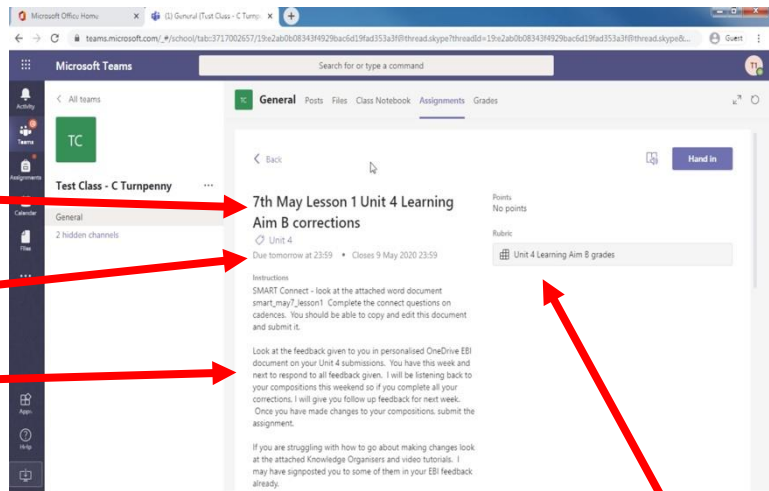 Microsoft Office Home
(1) General (Test Class - C Turnp
teams.microsoft.com/_#/school/tab::3717002657/19:e2ab0b08343f4929bac6d19fad353a3f@thread.skype?threadId=19:e2ab0b08343f4929bac6d19fad353a3f@thread.skype&...
Guest
Microsoft Teams
Search for or type a command
Activity
Teams
Assignments
Calendar
Files
Apps
Help
All teams
TC
Test Class - C Turnpenny
General
2 hidden channels
TC General Posts Files Class Notebook Assignments Grades
Back
Hand in
7th May Lesson 1 Unit 4 Learning
Aim B corrections
Unit 4
Due tomorrow at 23:59 • Closes 9 May 2020 23:59
Points
No points
Rubric
Unit 4 Learning Aim B grades
Instructions
SMART Connect - look at the attached word document
smart_may7_lesson1 Complete the connect questions on
cadences. You should be able to copy and edit this document
and submit it.
Look at the feedback given to you in personalised OneDrive EBI
document on your Unit 4 submissions. You have this week and
next to respond to all feedback given. I will be listening back to
your compositions this weekend so if you complete all your
corrections, I will give you follow up feedback for next week.
Once you have made changes to your compositions, submit the
assignment.
If you are struggling with how to go about making changes look
at the attached Knowledge Organisers and video tutorials. I
may have signposted you to some of them in your EBI feedback
already.